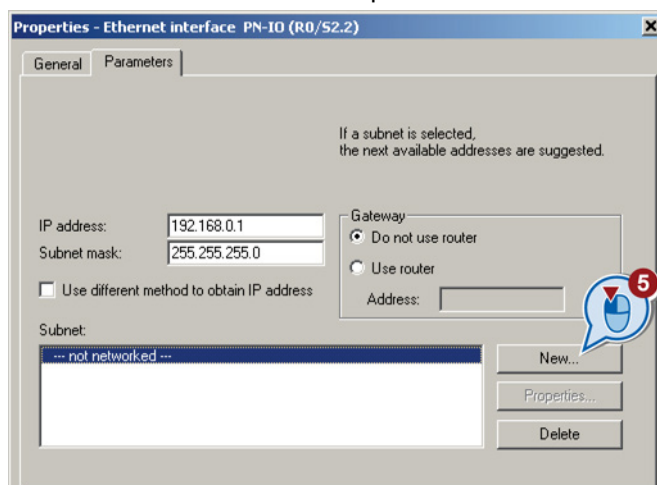 Properties - Ethernet interface PN-IO (R0/S2.2)
General Parameters
If a subnet is selected,
the next available addresses are suggested.
IP address: 192.168.0.1
Subnet mask: 255.255.255.0
Use different method to obtain IP address
Gateway
Do not use router
Use router
Address:
5
Subnet:
--- not networked ---
New...
Properties...
Delete